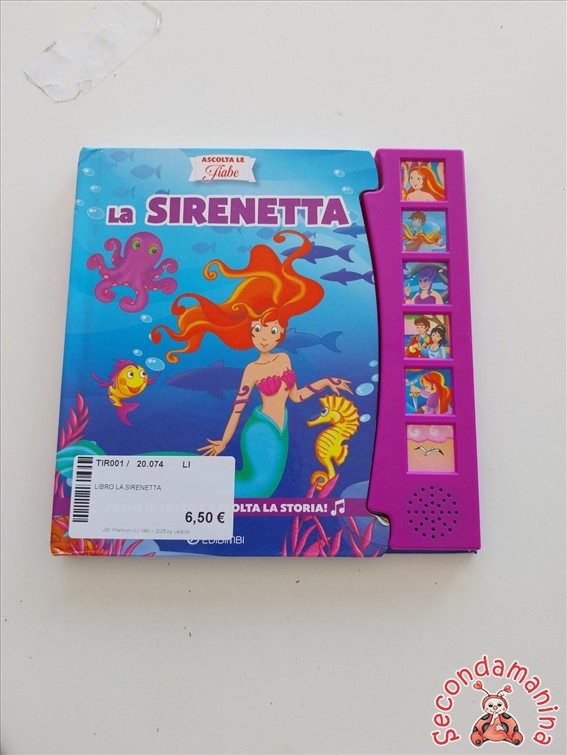 ASCOLTA LE
Fiabe
La SIRENETTA
TIR001 / 20.074 LI
LIBRO LA SIRENETTA
6,50 €
OLTA LA STORIA!
EDIBIMBI
Secondamanina